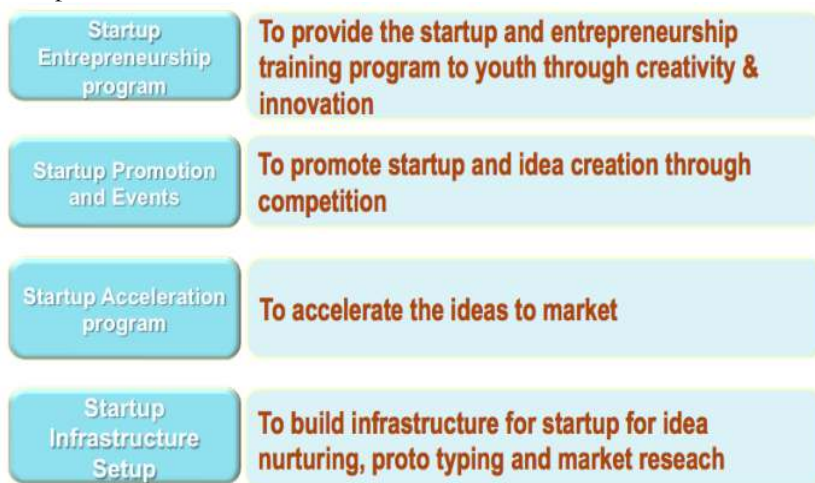 Startup
Entrepreneurship
program
To provide the startup and entrepreneurship
training program to youth through creativity &
innovation
Startup Promotion
and Events
To promote startup and idea creation through
competition
Startup Acceleration
program
To accelerate the ideas to market
Startup
Infrastructure
Setup
To build infrastructure for startup for idea
nurturing, proto typing and market reseach